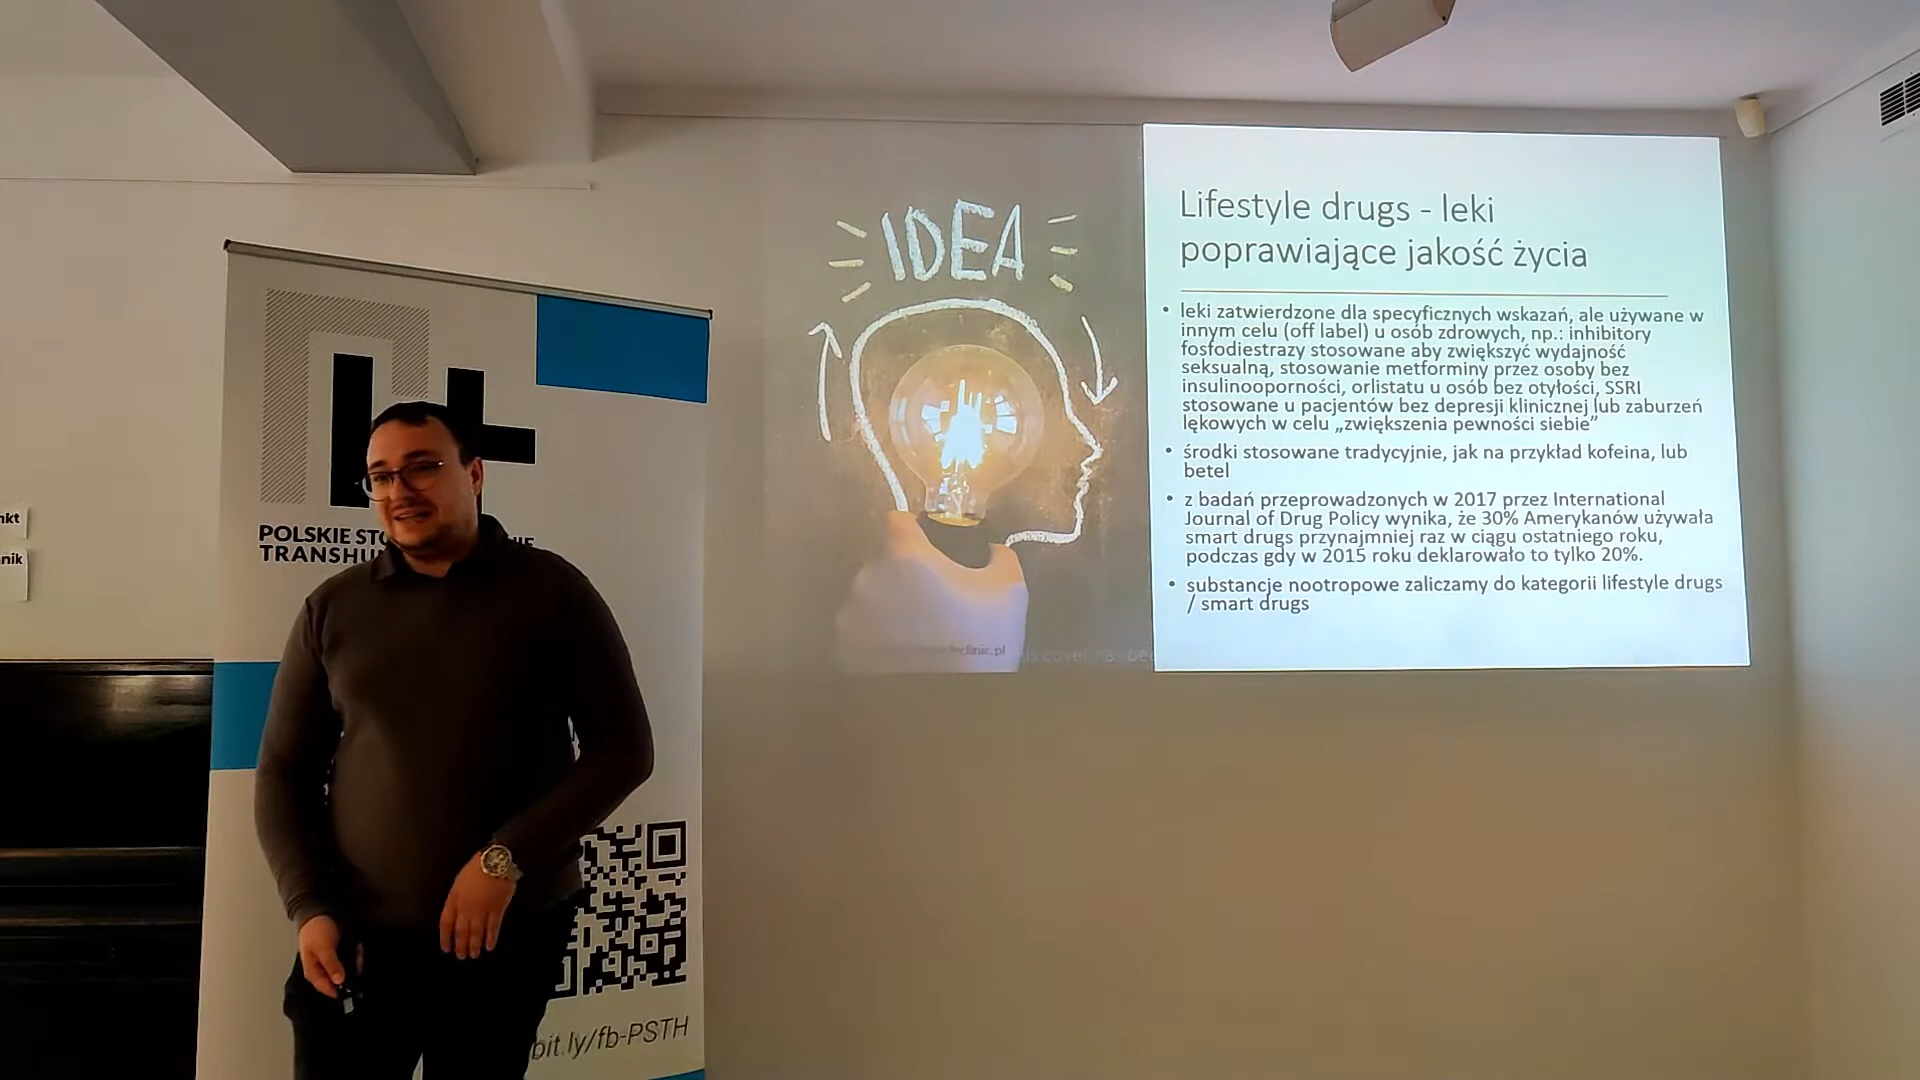 nkt
nik
POLSKIE
bit.ly/fb-PSTH
IDEA
Lifestyle drugs - leki
poprawiające jakość życia
• leki zatwierdzone dla specyficznych wskazań, ale używane w
innym celu (off label) u osób zdrowych, np.: inhibitory
fosfodiestrazy stosowane aby zwiększyć wydajność
seksualną, stosowanie metforminy przez osoby bez
insulinooporności, orlistatu u osób bez otyłości, SSRI
stosowane u pacjentów bez depresji klinicznej lub zaburzeń
lękowych w celu „zwiększenia pewności siebie”
• środki stosowane tradycyjnie, jak na przykład kofeina, lub
betel
• z badań przeprowadzonych w 2017 przez International
Journal of Drug Policy wynika, że 30% Amerykanów używała
smart drugs przynajmniej raz w ciągu ostatniego roku,
podczas gdy w 2015 roku deklarowało to tylko 20%.
• substancje nootropowe zaliczamy do kategorii lifestyle drugs
/ smart drugs